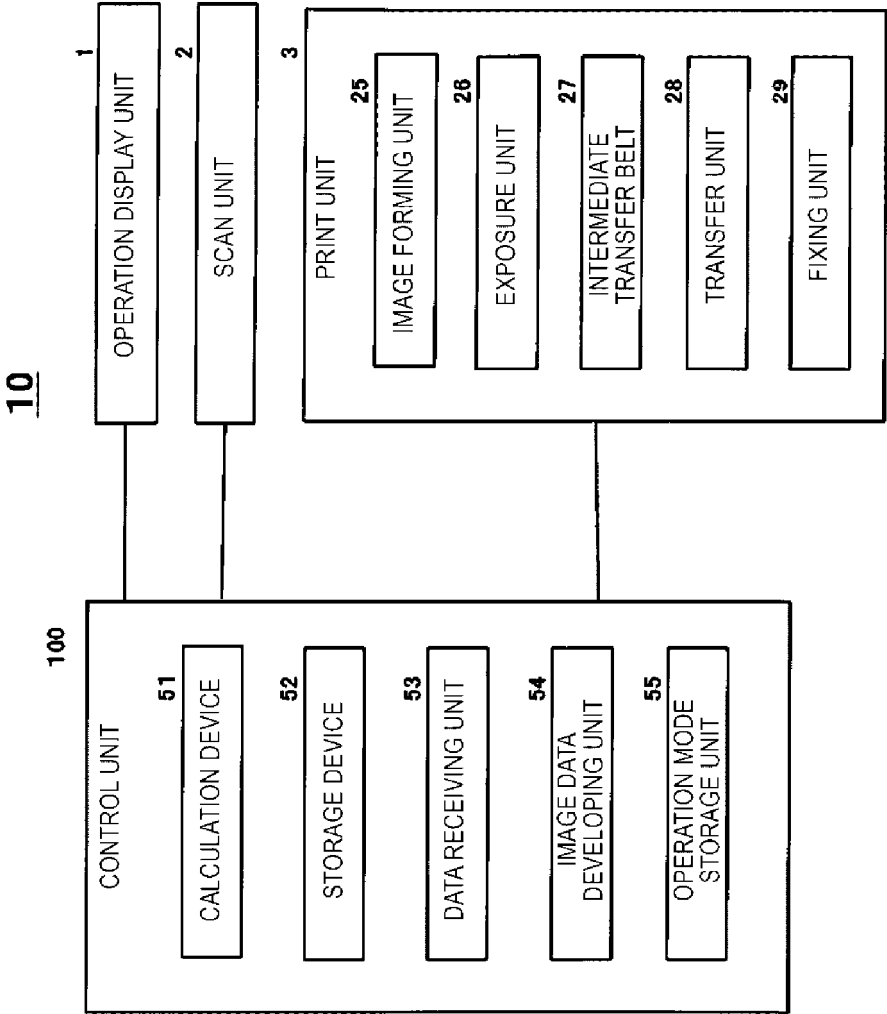 10
100
CONTROL UNIT
51
CALCULATION DEVICE
52
STORAGE DEVICE
53
DATA RECEIVING UNIT
54
IMAGE DATA
DEVELOPING UNIT
55
OPERATION MODE
STORAGE UNIT
1
OPERATION DISPLAY UNIT
2
SCAN UNIT
3
PRINT UNIT
25
IMAGE FORMING UNIT
26
EXPOSURE UNIT
27
INTERMEDIATE
TRANSFER BELT
28
TRANSFER UNIT
29
FIXING UNIT